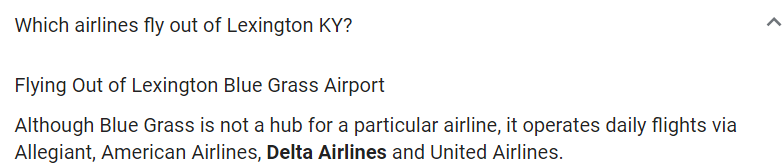 Which airlines fly out of Lexington KY?
Flying Out of Lexington Blue Grass Airport
Although Blue Grass is not a hub for a particular airline, it operates daily flights via
Allegiant, American Airlines, Delta Airlines and United Airlines.